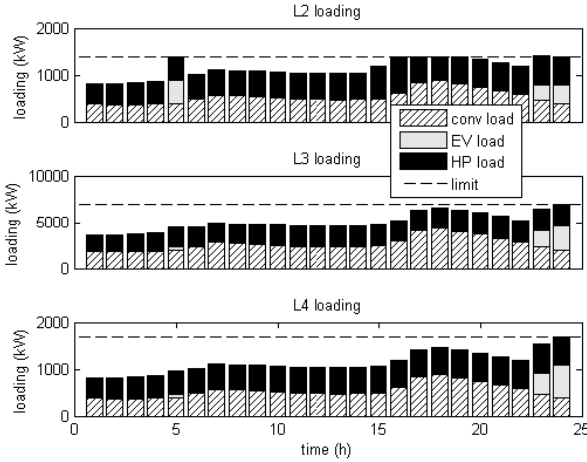 L2 loading
2000
1000
0
loading (kW)
conv load
EV load
HP load
limit
L3 loading
10000
5000
0
loading (kW)
L4 loading
2000
1000
0
loading (kW)
0 5 10 15 20 25
time (h)